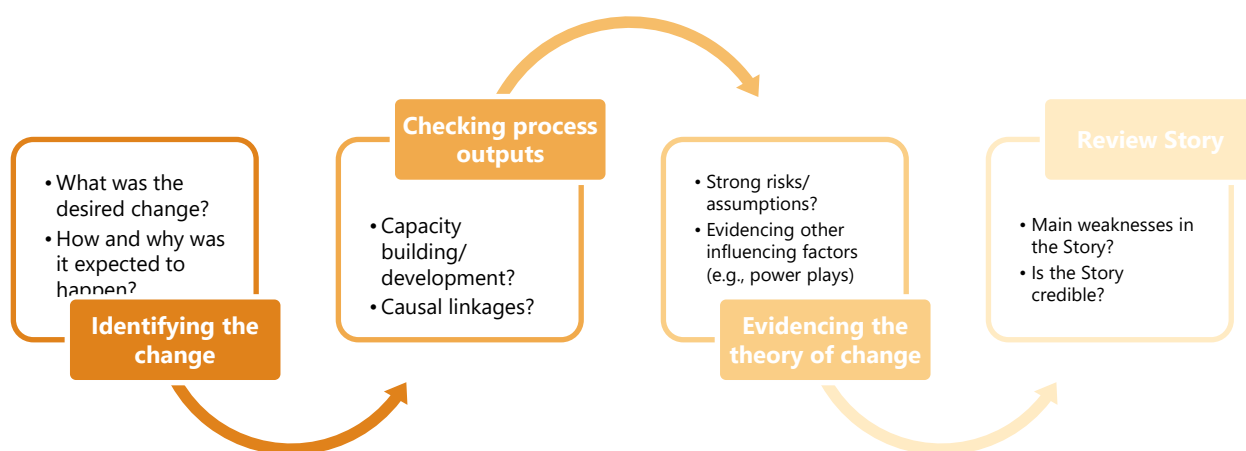 • What was the
desired change?
• How and why was
it expected to
happen?
Identifying the
change
Checking process
outputs
• Capacity
building/
development?
• Causal linkages?
• Strong risks/
assumptions?
• Evidencing other
influencing factors
(e.g., power plays)
Evidencing the
theory of change
Review Story
• Main weaknesses in
the Story?
• Is the Story
credible?